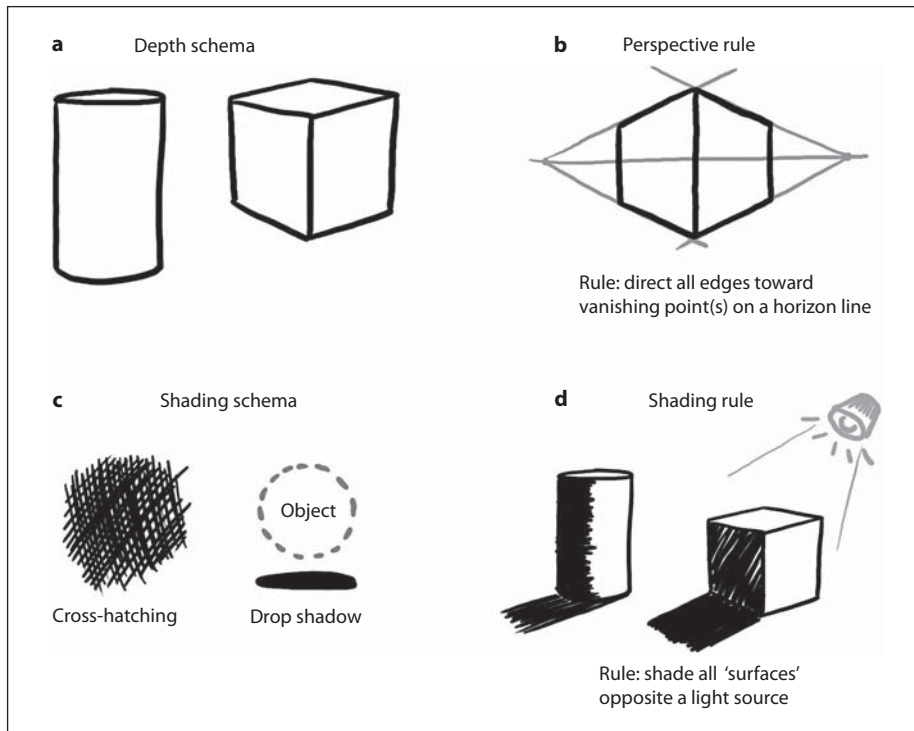 a Depth schema
b Perspective rule
Rule: direct all edges toward
vanishing point(s) on a horizon line
c Shading schema
Object
Cross-hatching
Drop shadow
d Shading rule
Rule: shade all ‘surfaces’
opposite a light source